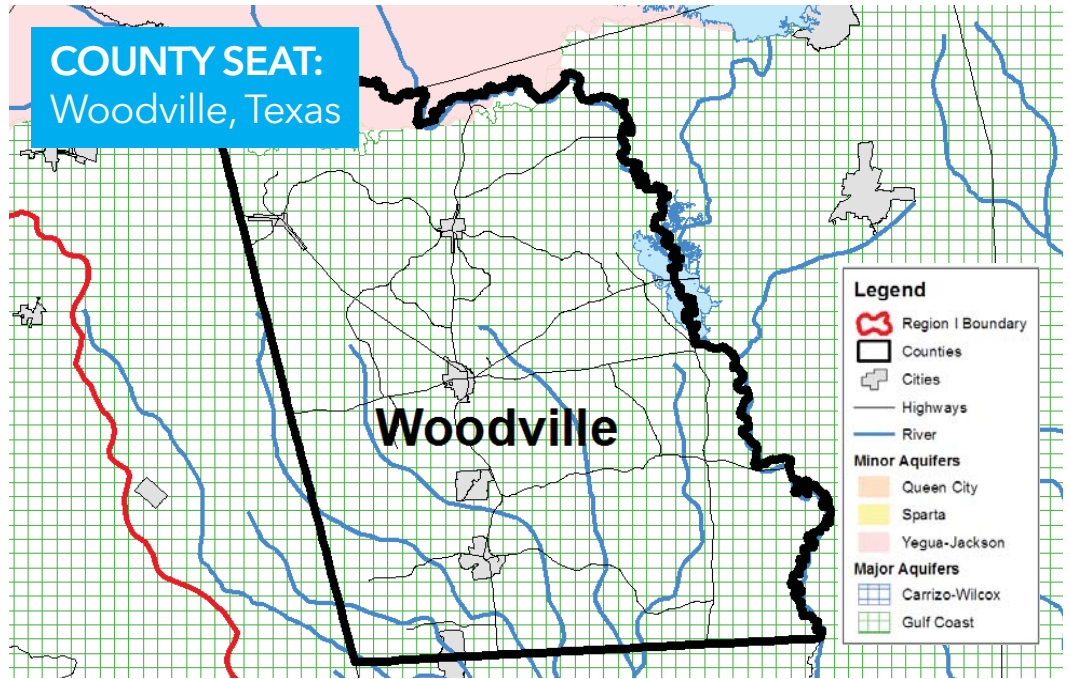 COUNTY SEAT:
Woodville, Texas
Woodville
Legend
Region I Boundary
Counties
Cities
Highways
River
Minor Aquifers
Queen City
Sparta
Yegua-Jackson
Major Aquifers
Carrizo-Wilcox
Gulf Coast